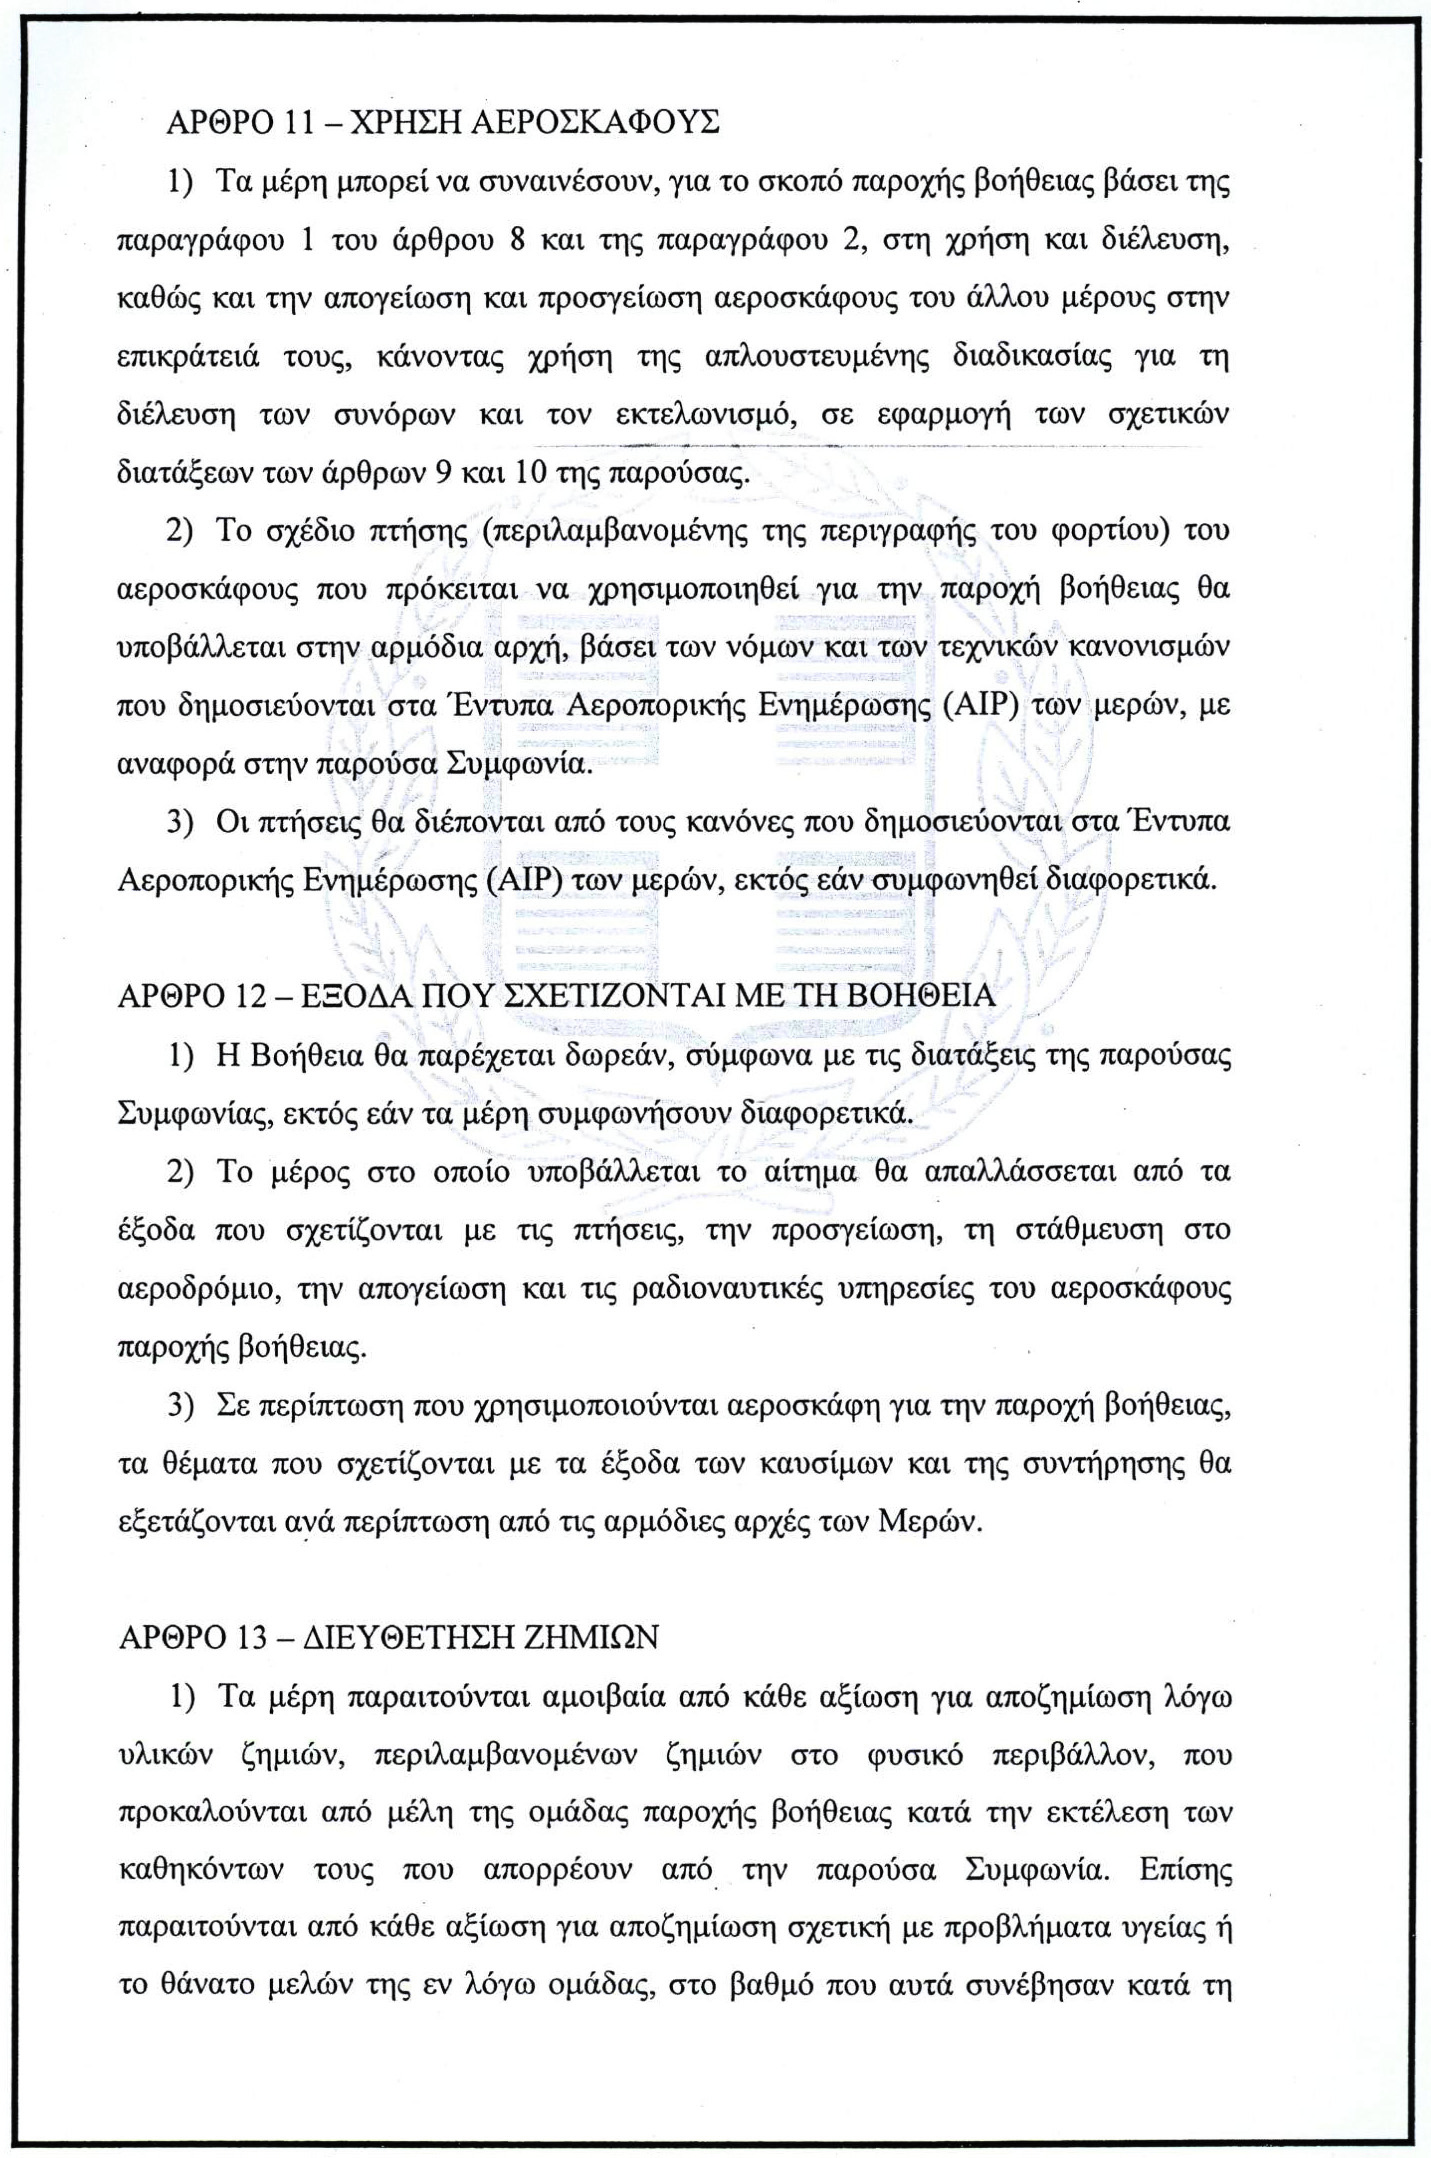 ΑΡΘΡΟ 11 – ΧΡΗΣΗ ΑΕΡΟΣΚΑΦΟΥΣ
1) Τα μέρη μπορεί να συναινέσουν, για το σκοπό παροχής βοήθειας βάσει της
παραγράφου 1 του άρθρου 8 και της παραγράφου 2, στη χρήση και διέλευση,
καθώς και την απογείωση και προσγείωση αεροσκάφους του άλλου μέρους στην
επικράτειά τους, κάνοντας χρήση της απλουστευμένης διαδικασίας για τη
διέλευση των συνόρων και τον εκτελωνισμό, σε εφαρμογή των σχετικών
διατάξεων των άρθρων 9 και 10 της παρούσας.
2) Το σχέδιο πτήσης (περιλαμβανομένης της περιγραφής του φορτίου) του
αεροσκάφους που πρόκειται να χρησιμοποιηθεί για την παροχή βοήθειας θα
υποβάλλεται στην αρμόδια αρχή, βάσει των νόμων και των τεχνικών κανονισμών
που δημοσιεύονται στα Έντυπα Αεροπορικής Ενημέρωσης (AIP) των μερών, με
αναφορά στην παρούσα Συμφωνία.
3) Οι πτήσεις θα διέπονται από τους κανόνες που δημοσιεύονται στα Έντυπα
Αεροπορικής Ενημέρωσης (AIP) των μερών, εκτός εάν συμφωνηθεί διαφορετικά.
ΑΡΘΡΟ 12 – ΕΞΟΔΑ ΠΟΥ ΣΧΕΤΙΖΟΝΤΑΙ ΜΕ ΤΗ ΒΟΗΘΕΙΑ
1) Η Βοήθεια θα παρέχεται δωρεάν, σύμφωνα με τις διατάξεις της παρούσας
Συμφωνίας, εκτός εάν τα μέρη συμφωνήσουν διαφορετικά.
2) Το μέρος στο οποίο υποβάλλεται το αίτημα θα απαλλάσσεται από τα
έξοδα που σχετίζονται με τις πτήσεις, την προσγείωση, τη στάθμευση στο
αεροδρόμιο, την απογείωση και τις ραδιοναυτικές υπηρεσίες του αεροσκάφους
παροχής βοήθειας.
3) Σε περίπτωση που χρησιμοποιούνται αεροσκάφη για την παροχή βοήθειας,
τα θέματα που σχετίζονται με τα έξοδα των καυσίμων και της συντήρησης θα
εξετάζονται ανά περίπτωση από τις αρμόδιες αρχές των Μερών.
ΑΡΘΡΟ 13 – ΔΙΕΥΘΕΤΗΣΗ ΖΗΜΙΩΝ
1) Τα μέρη παραιτούνται αμοιβαία από κάθε αξίωση για αποζημίωση λόγω
υλικών ζημιών, περιλαμβανομένων ζημιών στο φυσικό περιβάλλον, που
προκαλούνται από μέλη της ομάδας παροχής βοήθειας κατά την εκτέλεση των
καθηκόντων τους που απορρέουν από την παρούσα Συμφωνία. Επίσης
παραιτούνται από κάθε αξίωση για αποζημίωση σχετική με προβλήματα υγείας ή
το θάνατο μελών της εν λόγω ομάδας, στο βαθμό που αυτά συνέβησαν κατά τη